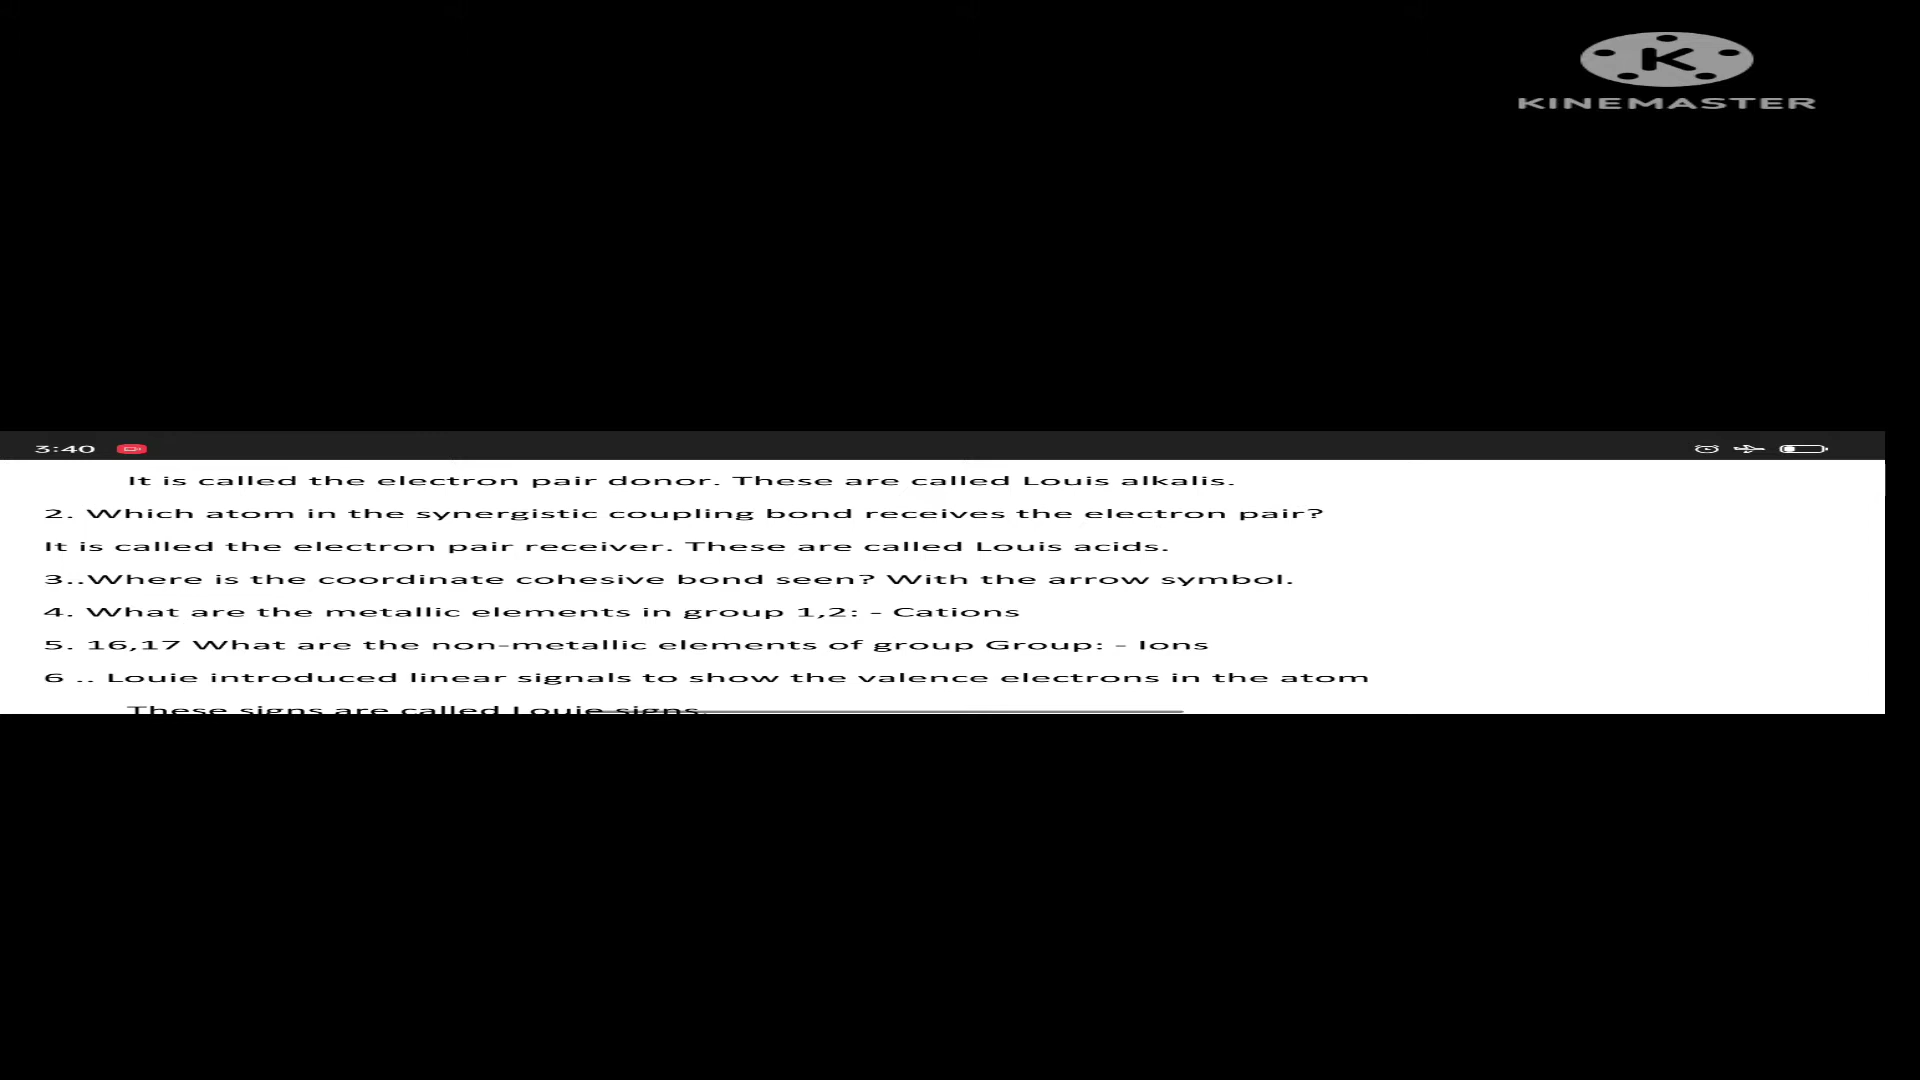 K
KINEMASTER
3:40
It is called the electron pair donor. These are called Louis alkalis.
2. Which atom in the synergistic coupling bond receives the electron pair?
It is called the electron pair receiver. These are called Louis acids.
3..Where is the coordinate cohesive bond seen? With the arrow symbol.
4. What are the metallic elements in group 1,2: - Cations
5. 16,17 What are the non-metallic elements of group Group: - Ions
6 .. Louie introduced linear signals to show the valence electrons in the atom
These signs are called Louie signs.